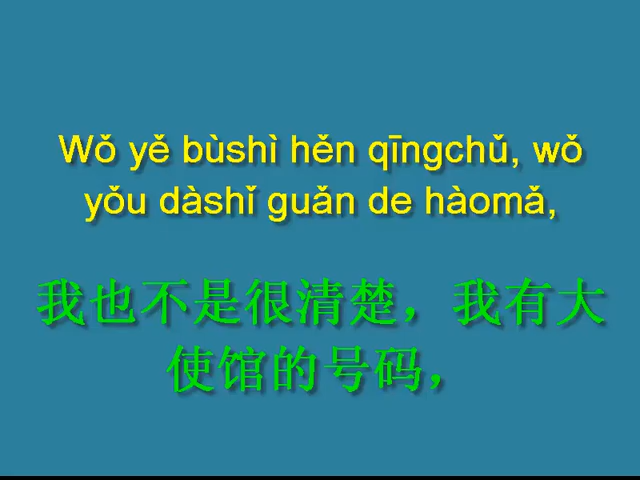 Wǒ yě bùshì hěn qīngchǔ, wǒ
yǒu dàshǐ guǎn de hàomǎ,
我也不是很清楚，我有大
使馆的号码，